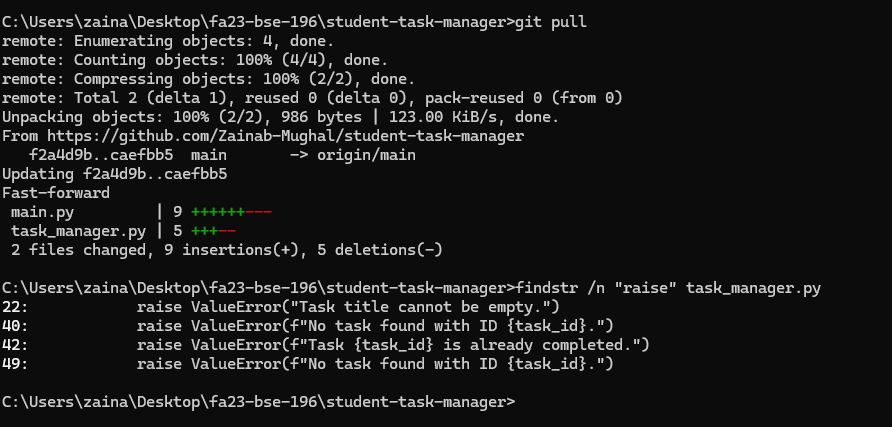 C:\Users\zaina\Desktop\fa23-bse-196\student-task-manager>git pull
remote: Enumerating objects: 4, done.
remote: Counting objects: 100% (4/4), done.
remote: Compressing objects: 100% (2/2), done.
remote: Total 2 (delta 1), reused 0 (delta 0), pack-reused 0 (from 0)
Unpacking objects: 100% (2/2), 986 bytes | 123.00 KiB/s, done.
From https://github.com/Zainab-Mughal/student-task-manager
   f2a4d9b..caefbb5  main       -> origin/main
Updating f2a4d9b..caefbb5
Fast-forward
 main.py         | 9 ++++++---
 task_manager.py | 5 +++--
 2 files changed, 9 insertions(+), 5 deletions(-)

C:\Users\zaina\Desktop\fa23-bse-196\student-task-manager>findstr /n "raise" task_manager.py
22:            raise ValueError("Task title cannot be empty.")
40:            raise ValueError(f"No task found with ID {task_id}.")
42:            raise ValueError(f"Task {task_id} is already completed.")
49:            raise ValueError(f"No task found with ID {task_id}.")

C:\Users\zaina\Desktop\fa23-bse-196\student-task-manager>